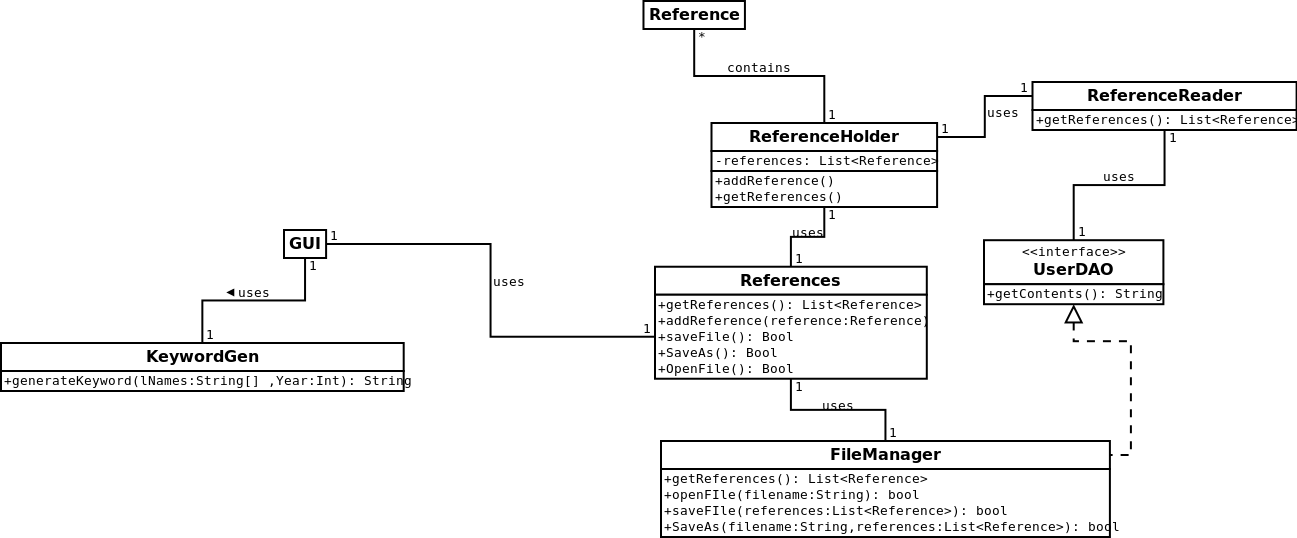 Reference
*
contains
1
ReferenceHolder
-references: List<Reference>
+addReference()
+getReferences()
1
uses
1
1
ReferenceReader
+getReferences(): List<Reference>
1
uses
1
<<interface>>
UserDAO
+getContents(): String
1
uses
1
GUI
1
uses
1
1
◄ uses
1
KeywordGen
+generateKeyword(lNames:String[] ,Year:Int): String
References
+getReferences(): List<Reference>
+addReference(reference:Reference)
+saveFile(): Bool
+SaveAs(): Bool
+OpenFile(): Bool
1
uses
1
FileManager
+getReferences(): List<Reference>
+openFIle(filename:String): bool
+saveFIle(references:List<Reference>): bool
+SaveAs(filename:String,references:List<Reference>): bool